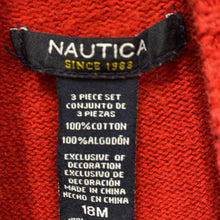 NAUTICA
SINCE 1983
3 PIECE SET
CONJUNTO DE
3 PIEZAS
100%COTTON
100%ALGODÓN
EXCLUSIVE OF
DECORATION
EXCLUSIVO DE
DECORACIÓN
MADE IN CHINA
HECHO EN CHINA
18M